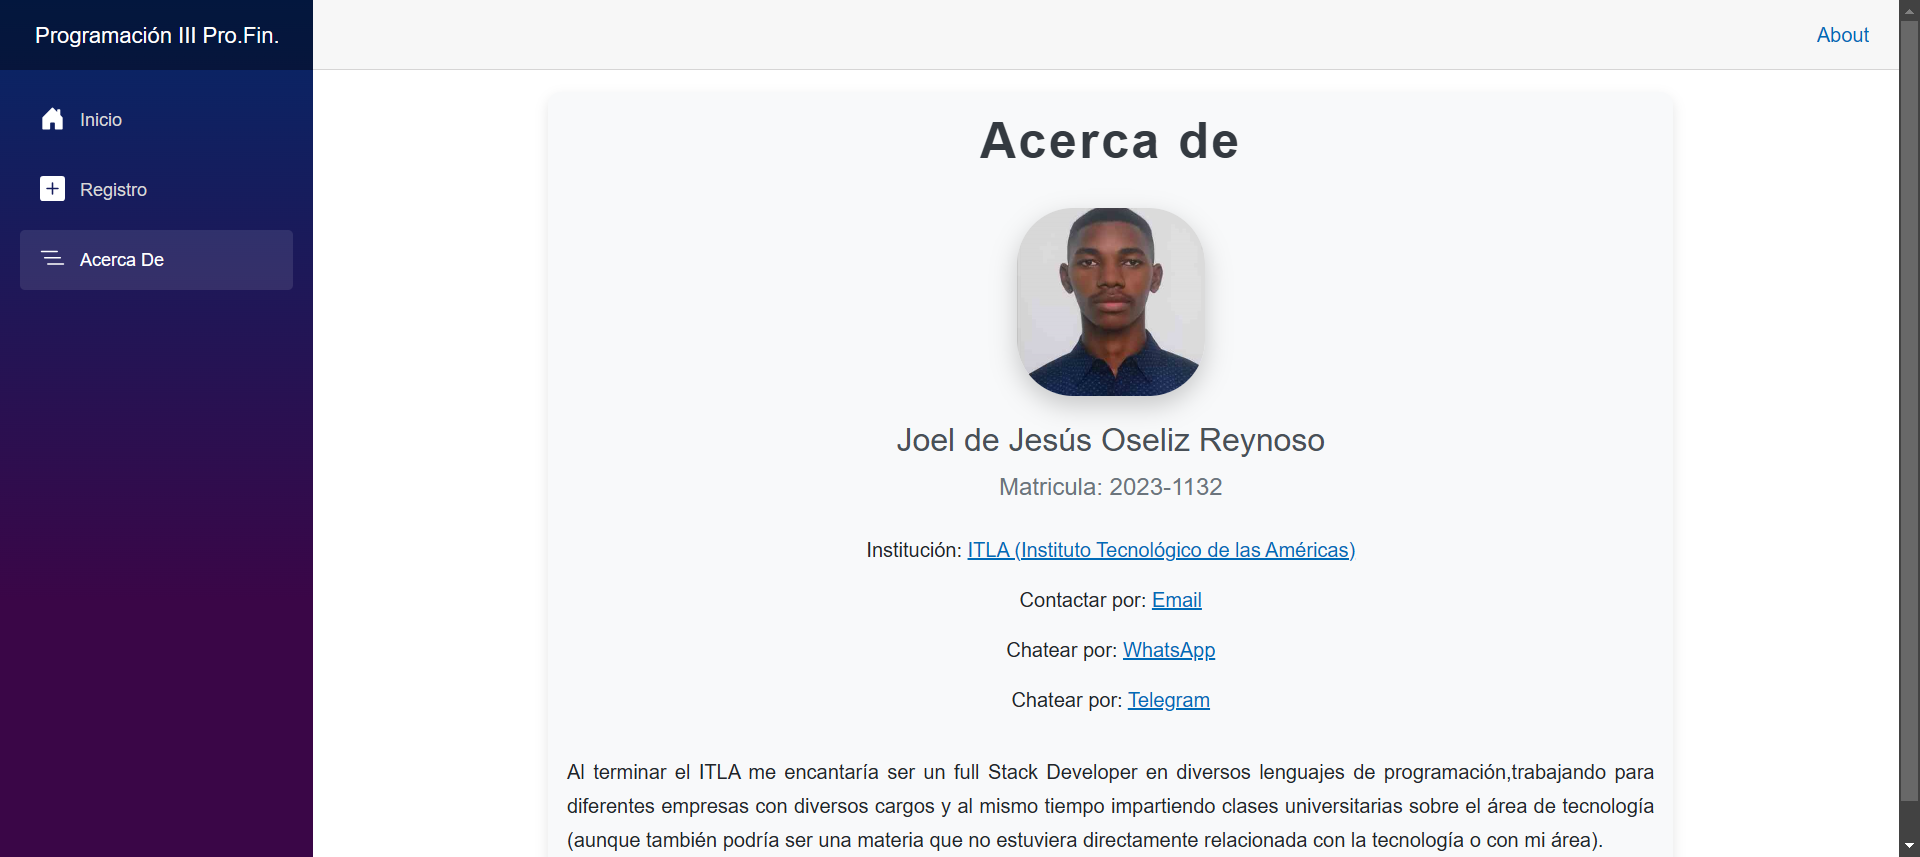 Programación III Pro.Fin.
About
Inicio
Registro
Acerca De
Acerca de
Joel de Jesús Oseliz Reynoso
Matricula: 2023-1132
Institución: ITLA (Instituto Tecnológico de las Américas)
Contactar por: Email
Chatear por: WhatsApp
Chatear por: Telegram
Al terminar el ITLA me encantaría ser un full Stack Developer en diversos lenguajes de programación,trabajando para
diferentes empresas con diversos cargos y al mismo tiempo impartiendo clases universitarias sobre el área de tecnología
(aunque también podría ser una materia que no estuviera directamente relacionada con la tecnología o con mi área).